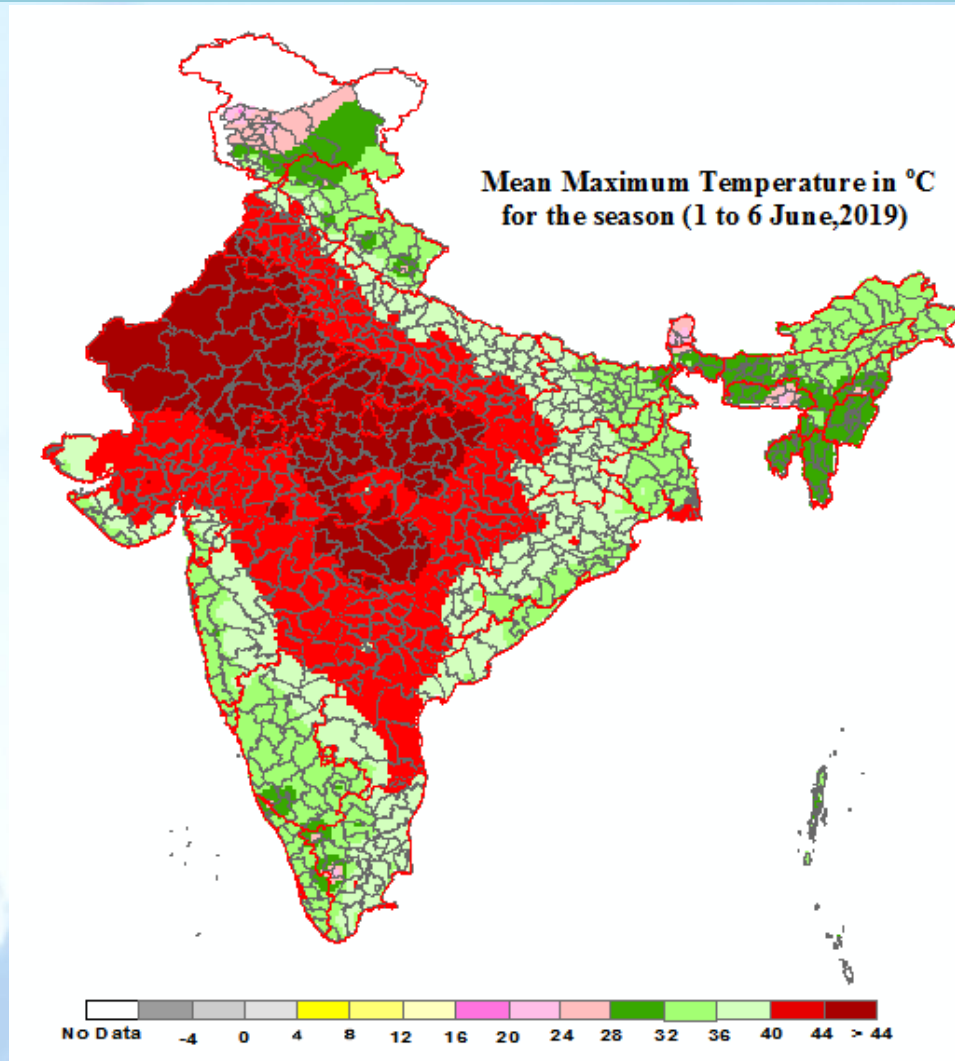 Mean Maximum Temperature in °C
for the season (1 to 6 June,2019)
No Data -4 0 4 8 12 16 20 24 28 32 36 40 44 > 44